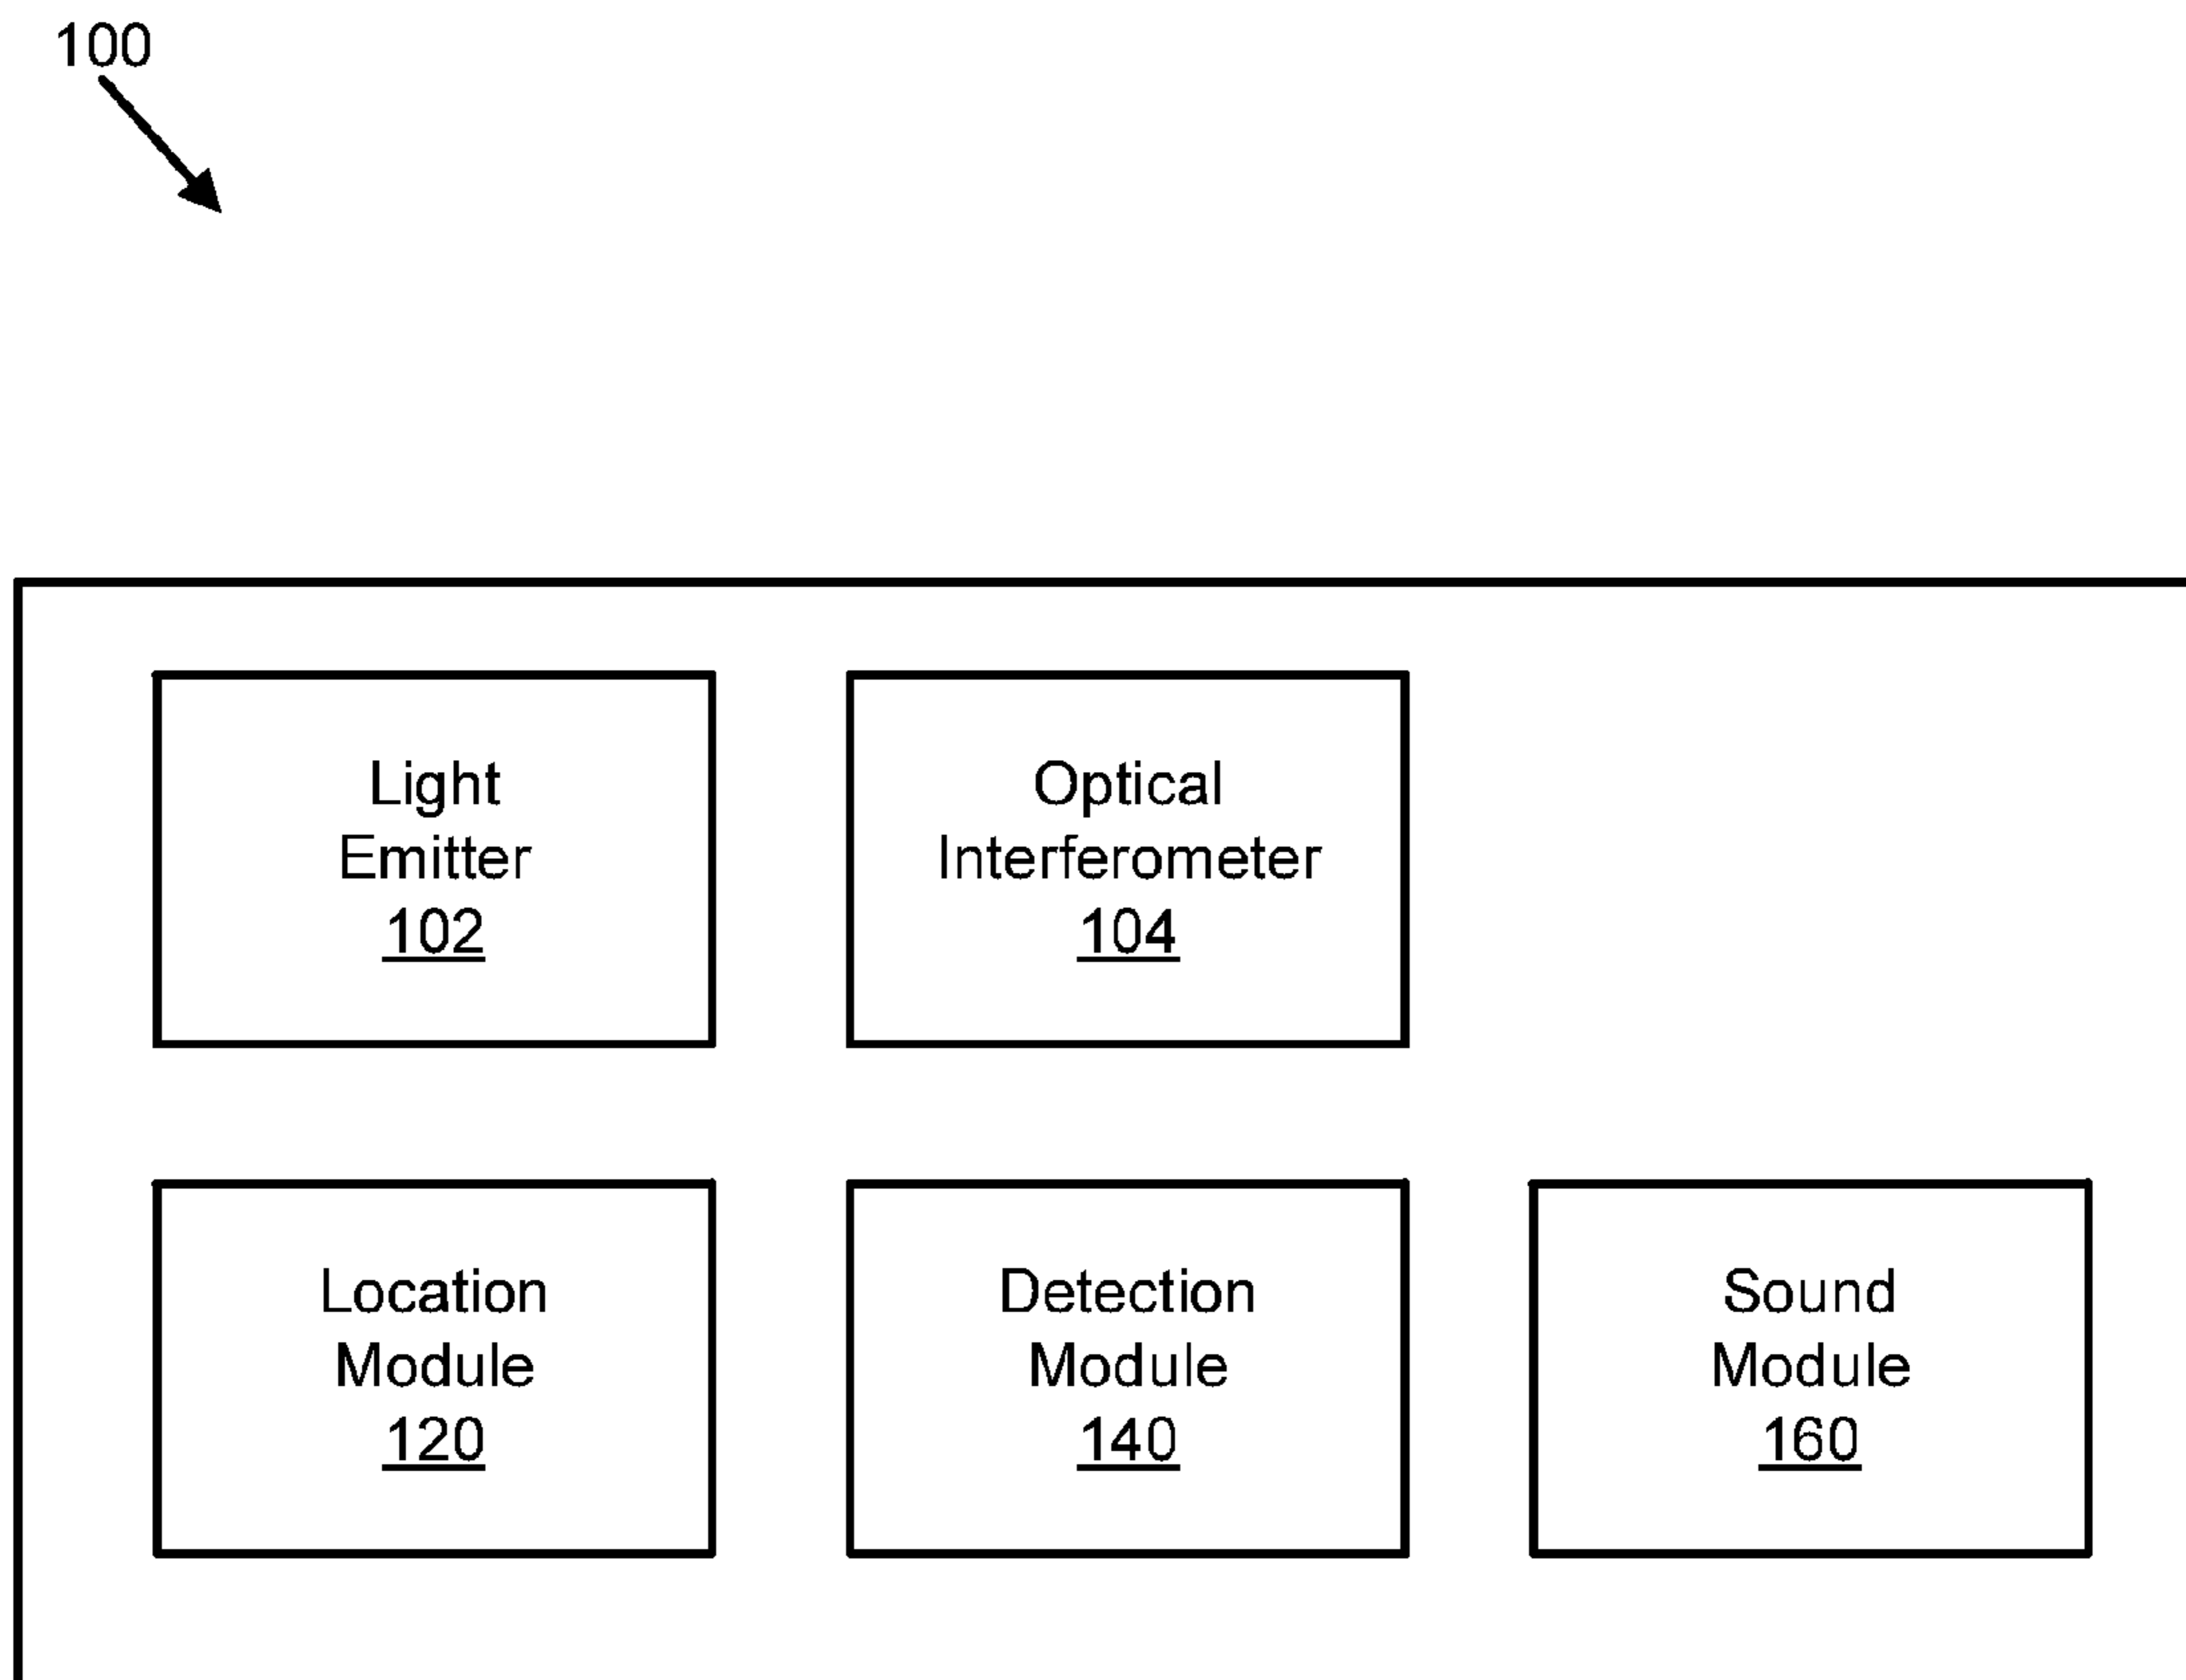 100
Light
Emitter
102
Optical
Interferometer
104
Location
Module
120
Detection
Module
140
Sound
Module
160